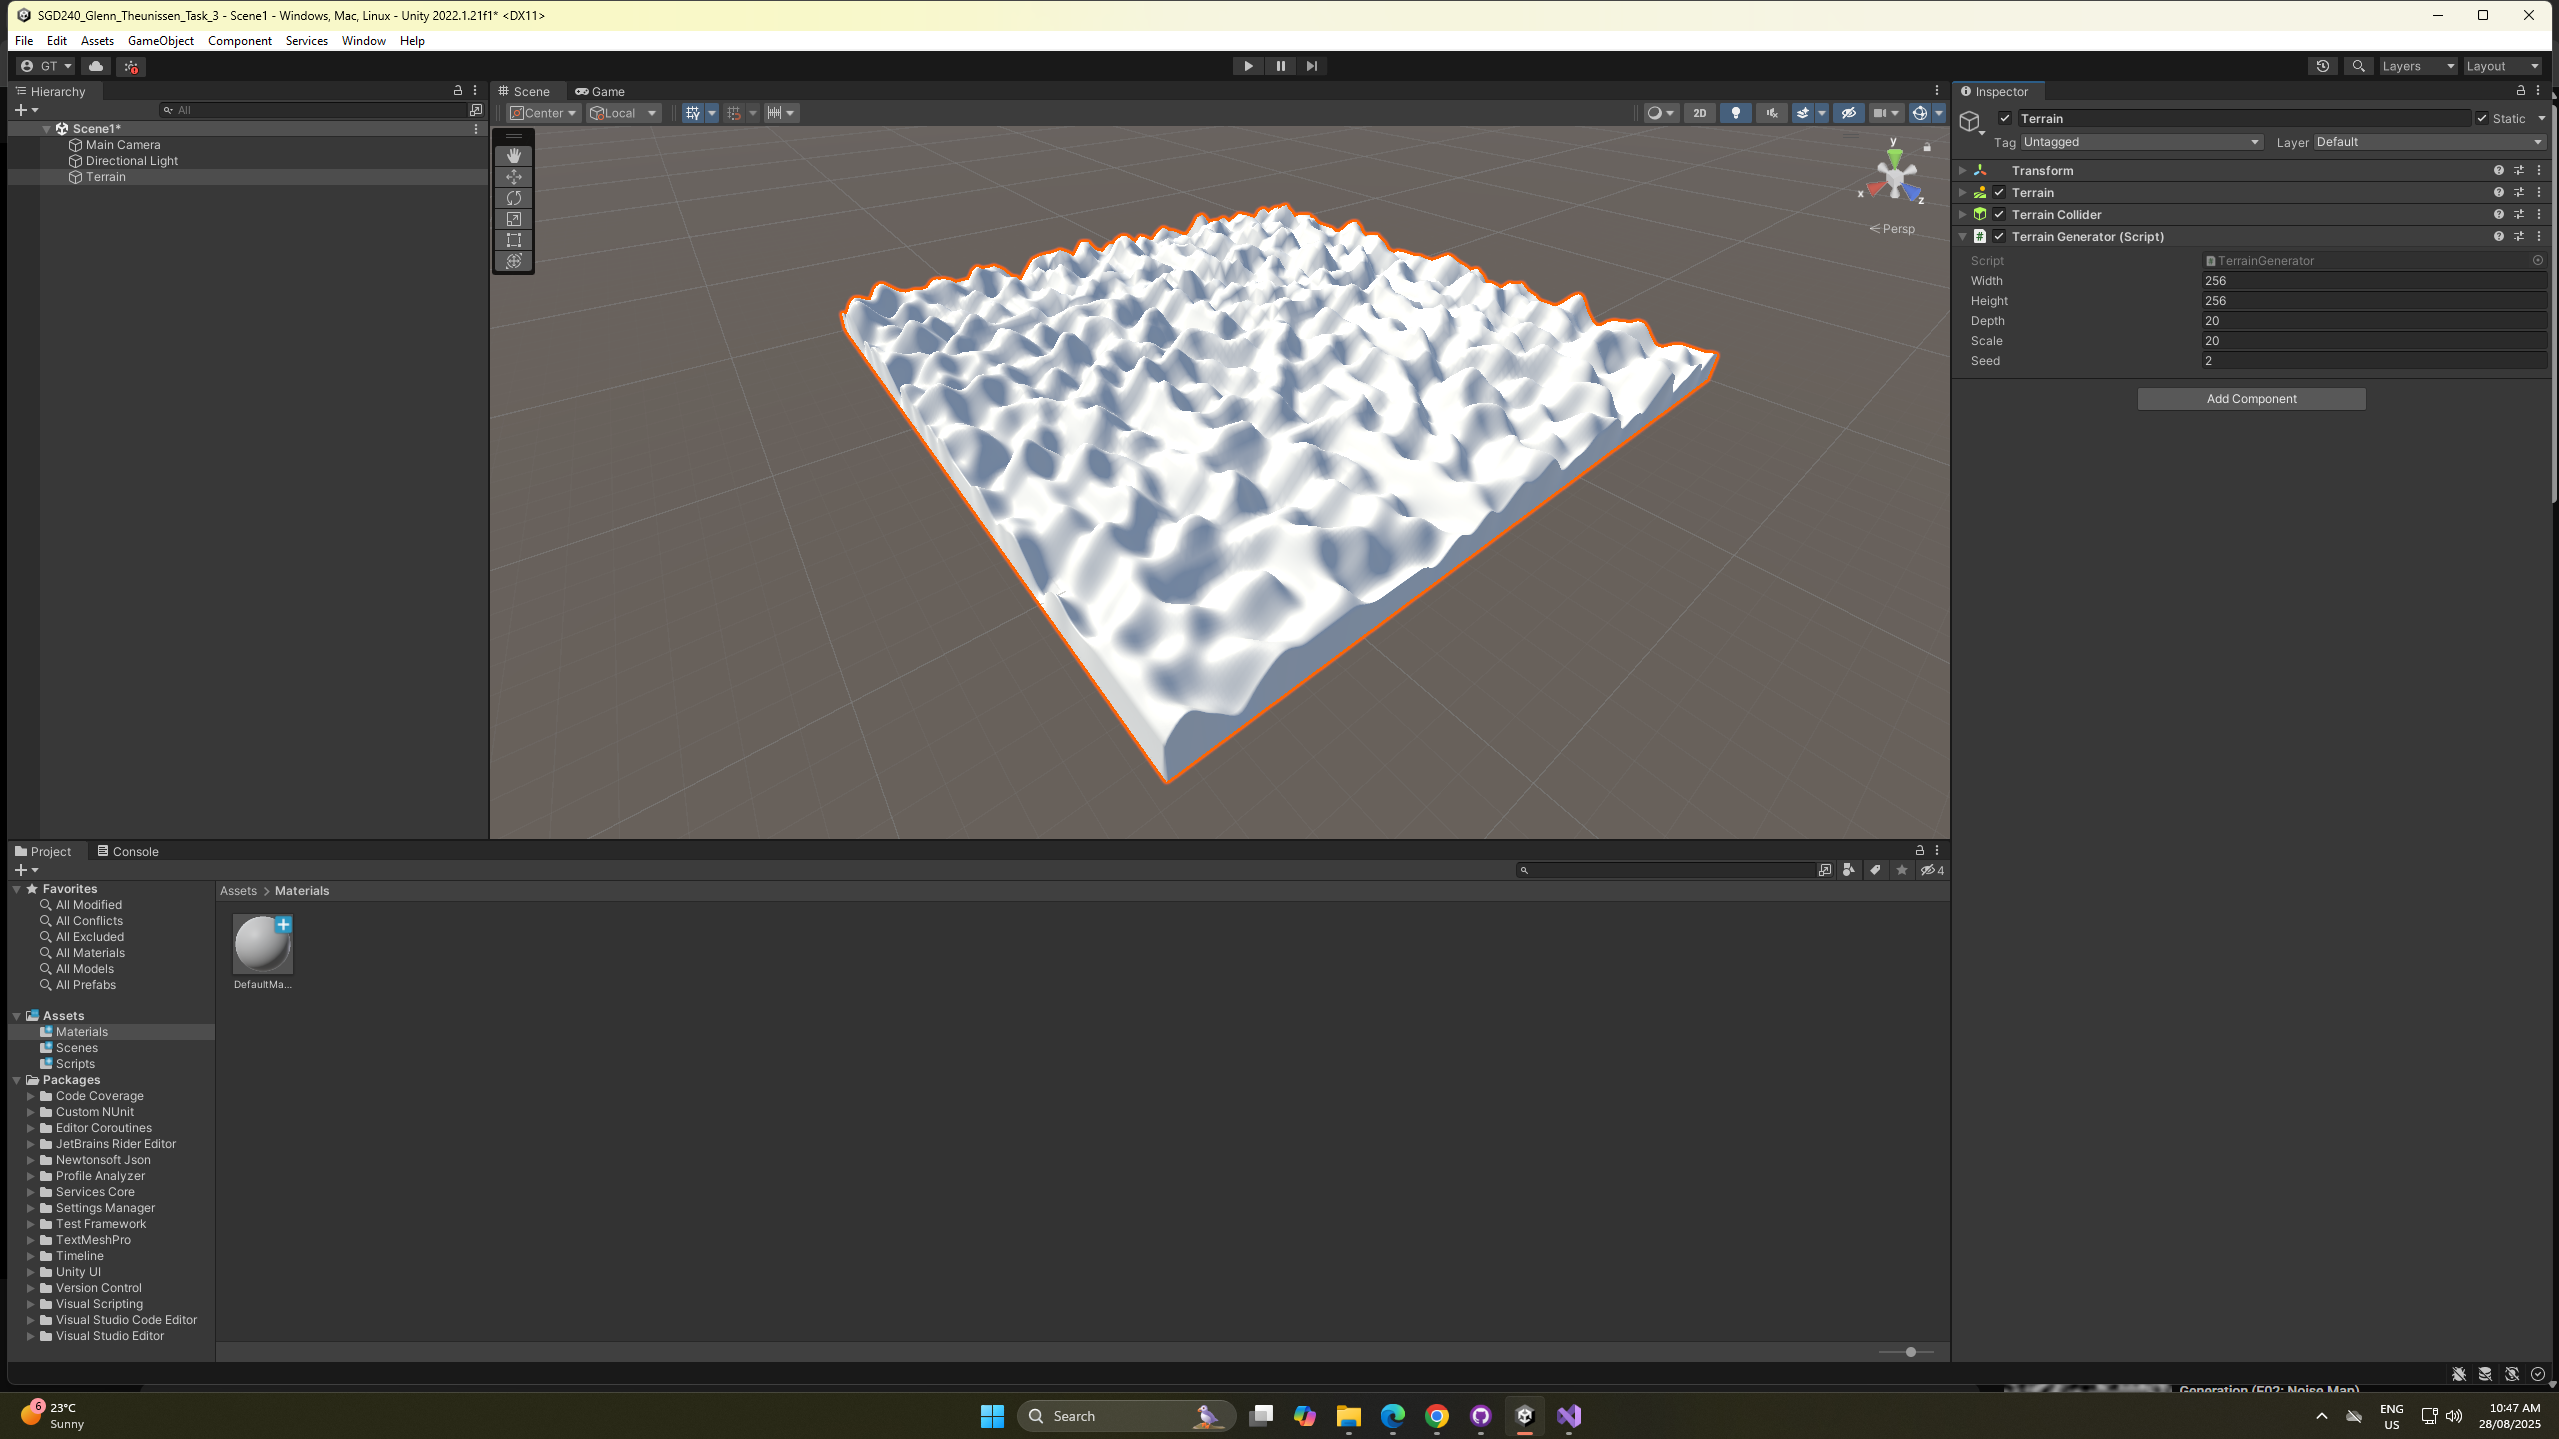 SGD240_Glenn_Theunissen_Task_3 - Scene1 - Windows, Mac, Linux - Unity 2022.1.21f1* <DX11>
File Edit Assets GameObject Component Services Window Help
GT
Layers Layout
Hierarchy
All
Scene1*
Main Camera
Directional Light
Terrain
Scene Game
Center Local
2D
y
x
z
Persp
Inspector
Terrain
Static
Tag Untagged Layer Default
Transform
Terrain
Terrain Collider
Terrain Generator (Script)
Script TerrainGenerator
Width 256
Height 256
Depth 20
Scale 20
Seed 2
Add Component
Project Console
4
Favorites
All Modified
All Conflicts
All Excluded
All Materials
All Models
All Prefabs
Assets
Materials
Scenes
Scripts
Packages
Code Coverage
Custom NUnit
Editor Coroutines
JetBrains Rider Editor
Newtonsoft Json
Profile Analyzer
Services Core
Settings Manager
Test Framework
TextMeshPro
Timeline
Unity UI
Version Control
Visual Scripting
Visual Studio Code Editor
Visual Studio Editor
Assets > Materials
DefaultMa...
Generation (E02: Noise Map)
6
23°C
Sunny
Search
ENG
US
10:47 AM
28/08/2025